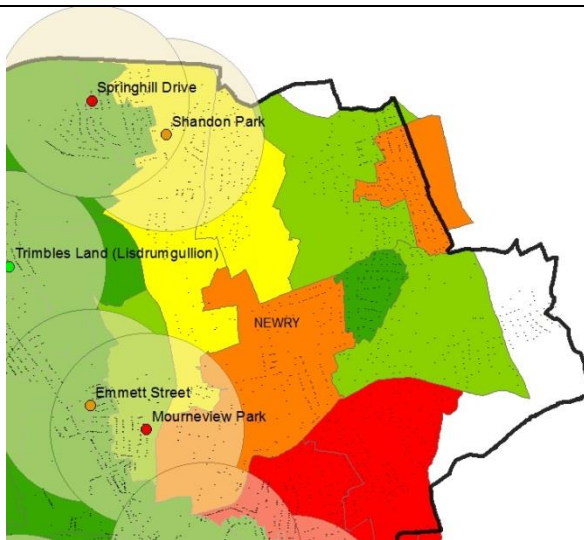 Springhill Drive
Shandon Park
Trimbles Land (Lisdrumgullion)
NEWRY
Emmett Street
Mourneview Park